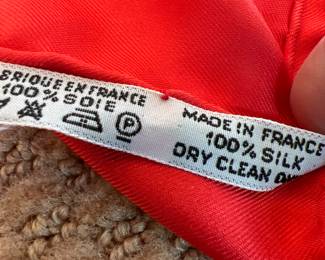 BRIQUE EN FRANCE
100% SOIE
P
MADE IN FRANCE
100% SILK
DRY CLEAN